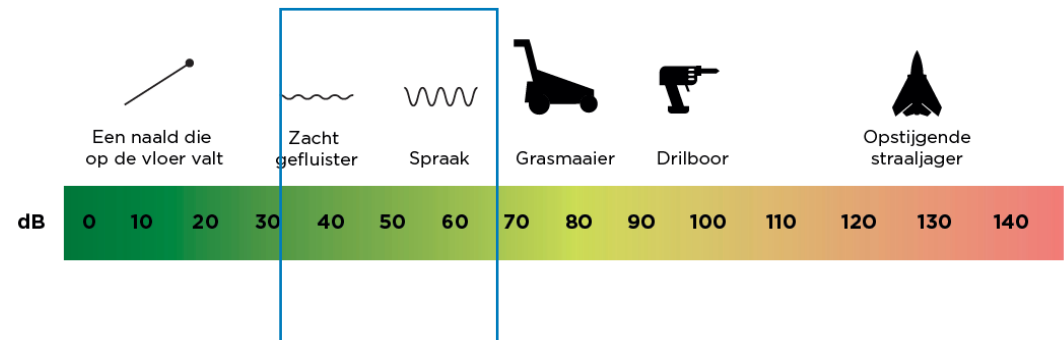 Een naald die
op de vloer valt
Zacht
gefluister
Spraak
Grasmaaier
Drilboor
Opstijgende
straaljager
dB 0 10 20 30 40 50 60 70 80 90 100 110 120 130 140